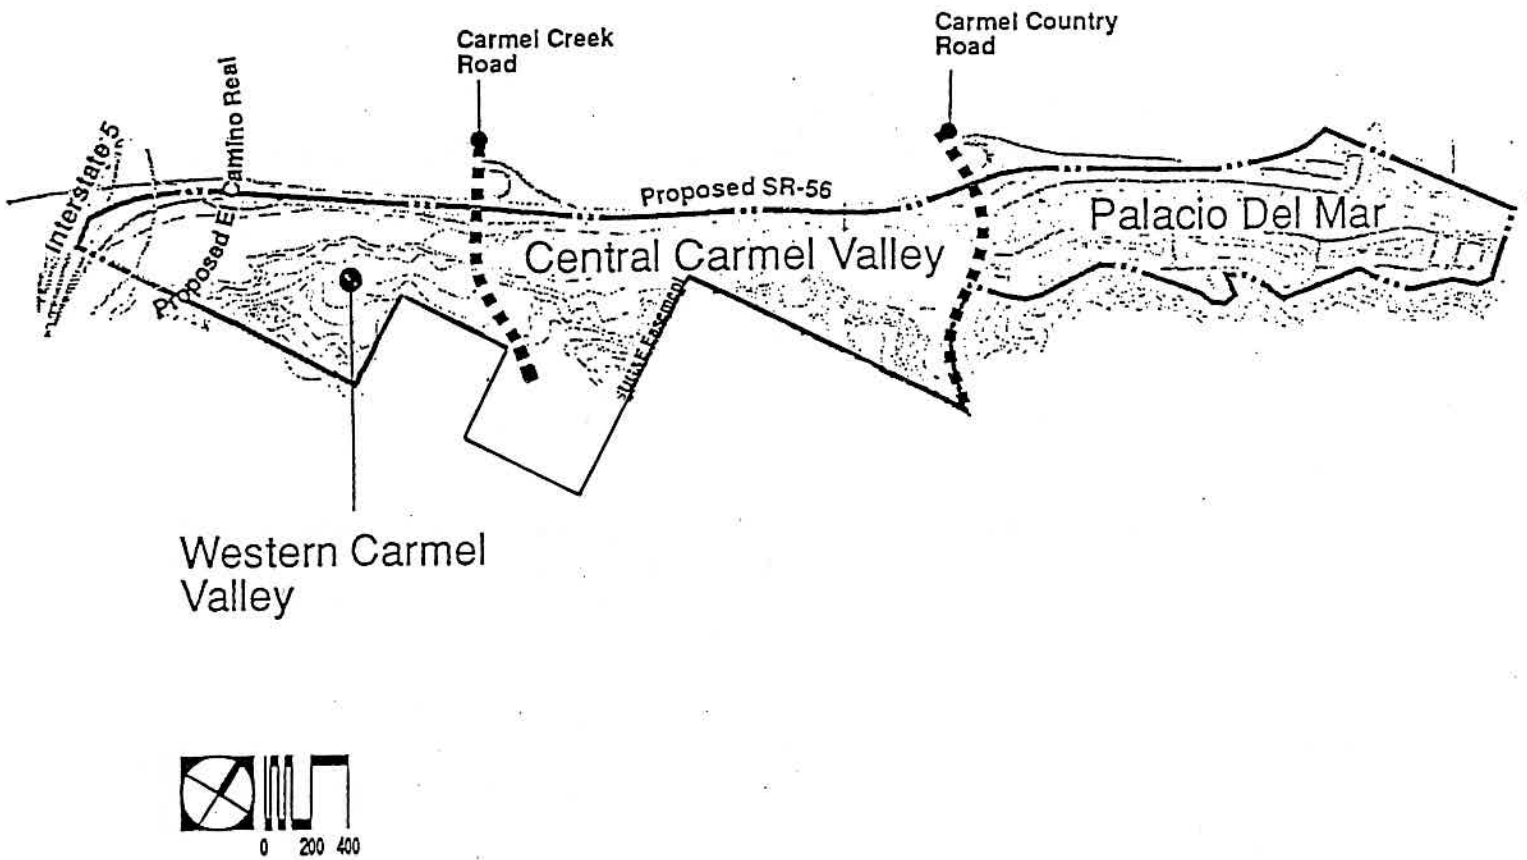 Carmel Country
Road
Carmel Creek
Road
Interstate 5
Proposed El Camino Real
Proposed SR-56
Palacio Del Mar
Central Carmel Valley
Easement
Western Carmel
Valley
0 200 400